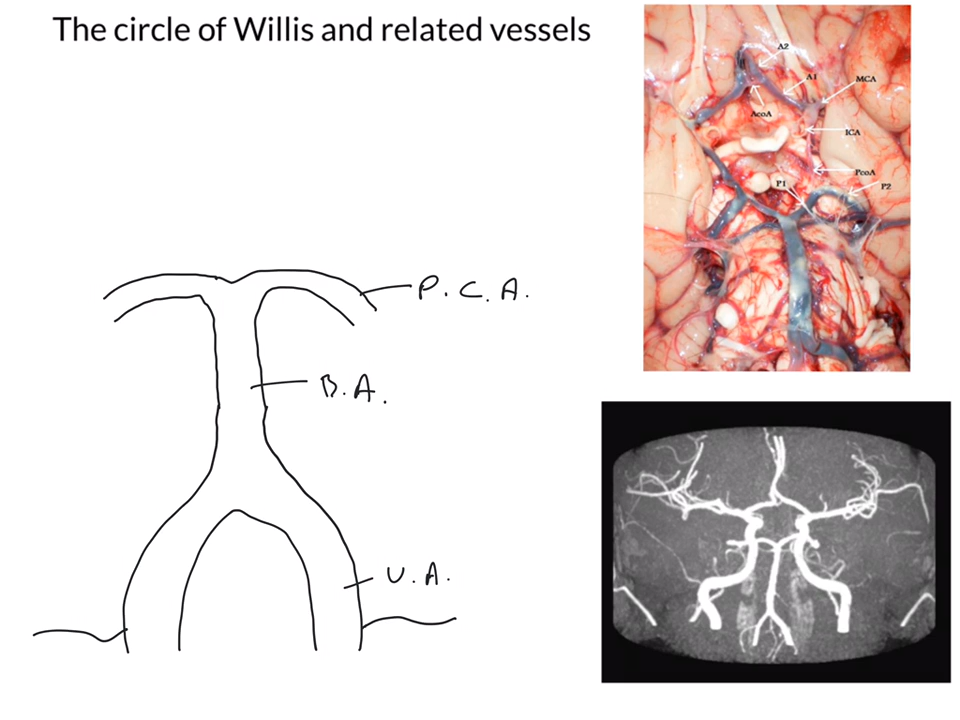 The circle of Willis and related vessels
A2
A1
MCA
AcoA
ICA
PcoA
P1
P2
P.C.A.
B.A.
V.A.